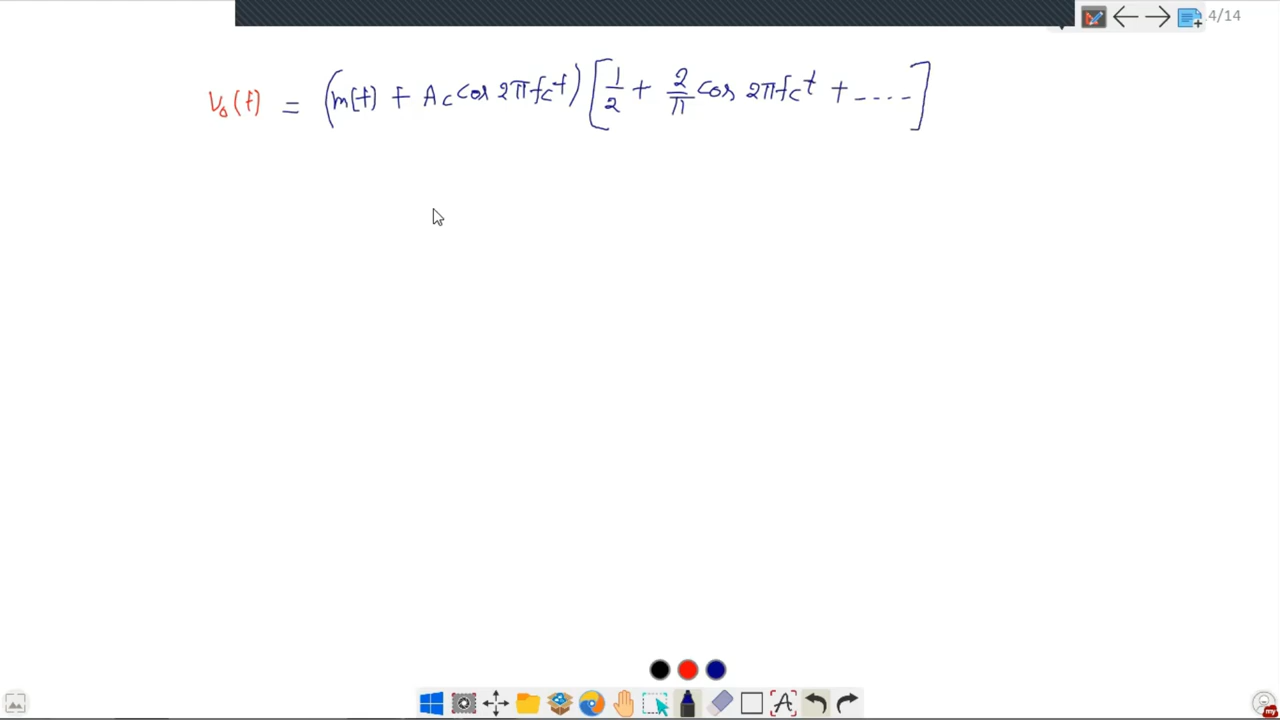 4/14
V₀(t) = (m(t) + Ac cos 2πfct) [1/2 + 2/π cos 2πfct + ....]